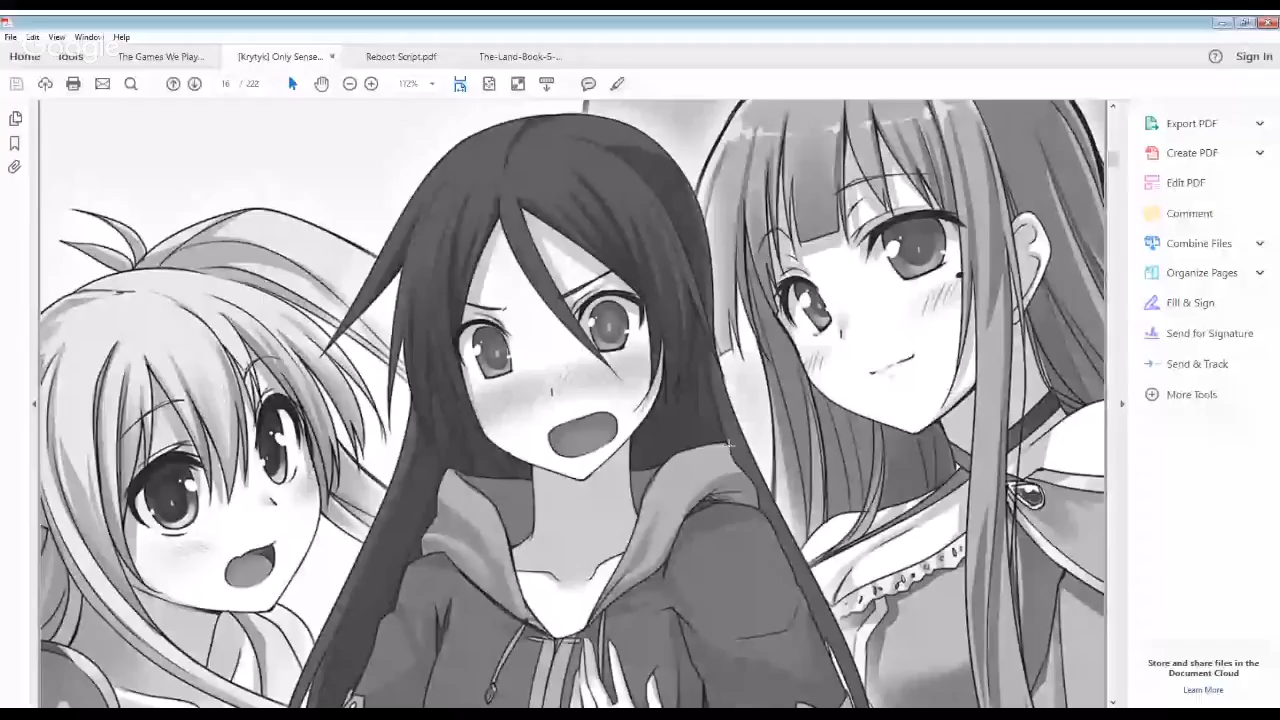 File Edit View Window Help
Google
Home Tools The Games We Play... [Krytyk] Only Sense... Reboot Script.pdf The-Land-Book-5-... Sign In
16 / 222 172%
Export PDF
Create PDF
Edit PDF
Comment
Combine Files
Organize Pages
Fill & Sign
Send for Signature
Send & Track
More Tools
Store and share files in the
Document Cloud
Learn More